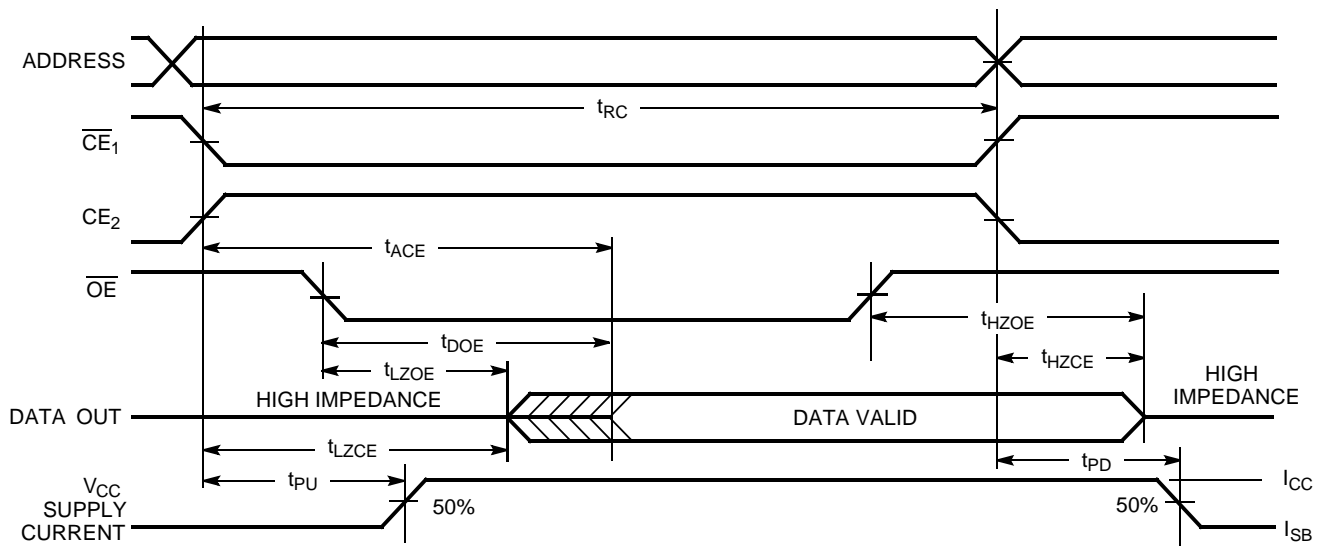 ADDRESS
tRC
CE1
CE2
tACE
OE
tHZOE
tDOE
tHZCE
tLZOE
HIGH IMPEDANCE
HIGH
IMPEDANCE
DATA OUT
DATA VALID
tLZCE
tPD
tPU
VCC
SUPPLY
CURRENT
50%
50%
ICC
ISB